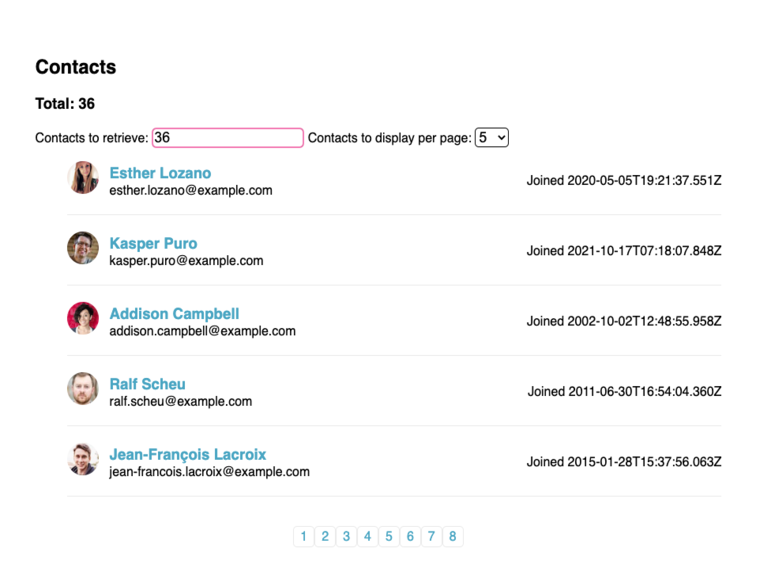 Contacts
Total: 36
Contacts to retrieve: 36 Contacts to display per page: 5
Esther Lozano
esther.lozano@example.com
Joined 2020-05-05T19:21:37.551Z
Kasper Puro
kasper.puro@example.com
Joined 2021-10-17T07:18:07.848Z
Addison Campbell
addison.campbell@example.com
Joined 2002-10-02T12:48:55.958Z
Ralf Scheu
ralf.scheu@example.com
Joined 2011-06-30T16:54:04.360Z
Jean-François Lacroix
jean-francois.lacroix@example.com
Joined 2015-01-28T15:37:56.063Z
1 2 3 4 5 6 7 8